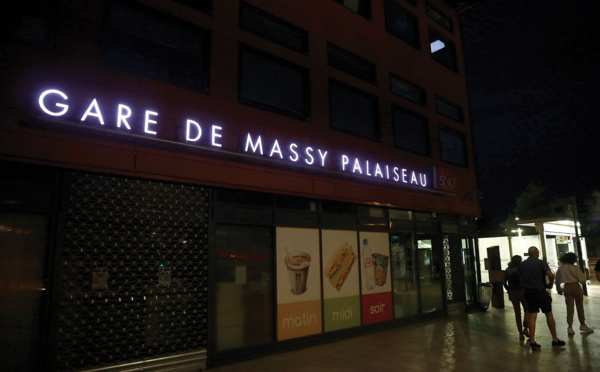 GARE DE MASSY PALAISEAU
matin
midi
soir